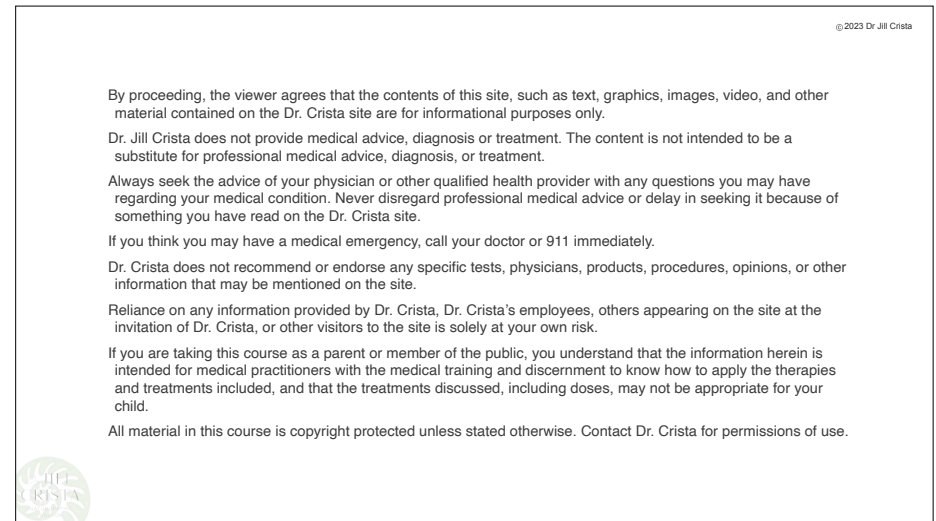 © 2023 Dr Jill Crista
By proceeding, the viewer agrees that the contents of this site, such as text, graphics, images, video, and other
material contained on the Dr. Crista site are for informational purposes only.
Dr. Jill Crista does not provide medical advice, diagnosis or treatment. The content is not intended to be a
substitute for professional medical advice, diagnosis, or treatment.
Always seek the advice of your physician or other qualified health provider with any questions you may have
regarding your medical condition. Never disregard professional medical advice or delay in seeking it because of
something you have read on the Dr. Crista site.
If you think you may have a medical emergency, call your doctor or 911 immediately.
Dr. Crista does not recommend or endorse any specific tests, physicians, products, procedures, opinions, or other
information that may be mentioned on the site.
Reliance on any information provided by Dr. Crista, Dr. Crista’s employees, others appearing on the site at the
invitation of Dr. Crista, or other visitors to the site is solely at your own risk.
If you are taking this course as a parent or member of the public, you understand that the information herein is
intended for medical practitioners with the medical training and discernment to know how to apply the therapies
and treatments included, and that the treatments discussed, including doses, may not be appropriate for your
child.
All material in this course is copyright protected unless stated otherwise. Contact Dr. Crista for permissions of use.
JILL
CRISTA